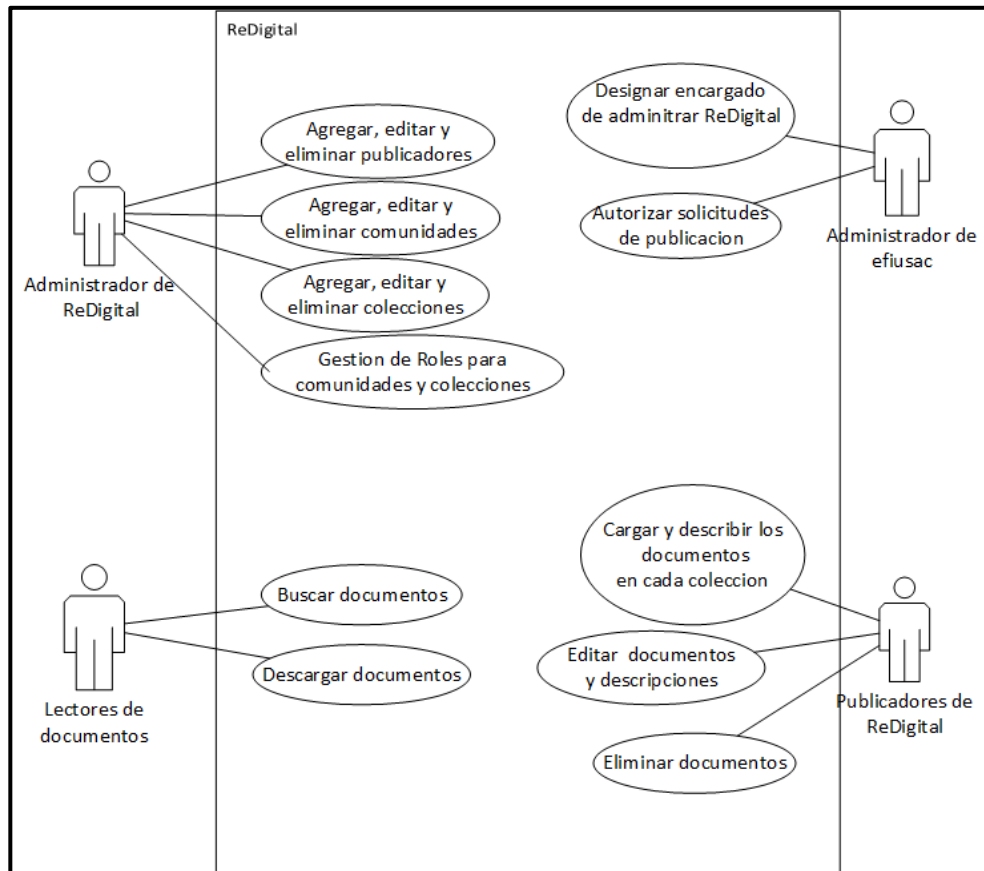 ReDigital
Agregar, editar y
eliminar publicadores
Agregar, editar y
eliminar comunidades
Agregar, editar y
eliminar colecciones
Gestion de Roles para
comunidades y colecciones
Administrador de
ReDigital
Designar encargado
de adminitrar ReDigital
Autorizar solicitudes
de publicacion
Administrador de
efiusac
Buscar documentos
Descargar documentos
Lectores de
documentos
Cargar y describir los
documentos
en cada coleccion
Editar documentos
y descripciones
Eliminar documentos
Publicadores de
ReDigital